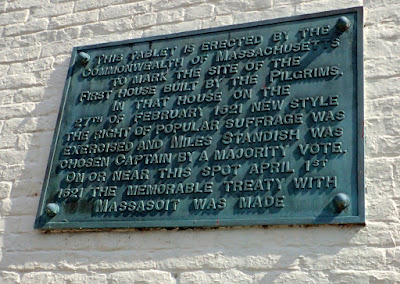 THIS TABLET IS ERECTED BY THE
COMMONWEALTH OF MASSACHUSETTS
TO MARK THE SITE OF THE
FIRST HOUSE BUILT BY THE PILGRIMS.
IN THAT HOUSE ON THE
27TH OF FEBRUARY 1621 NEW STYLE
THE RIGHT OF POPULAR SUFFRAGE WAS
EXERCISED AND MILES STANDISH WAS
CHOSEN CAPTAIN BY A MAJORITY VOTE.
ON OR NEAR THIS SPOT APRIL 1ST
1621 THE MEMORABLE TREATY WITH
MASSASOIT WAS MADE